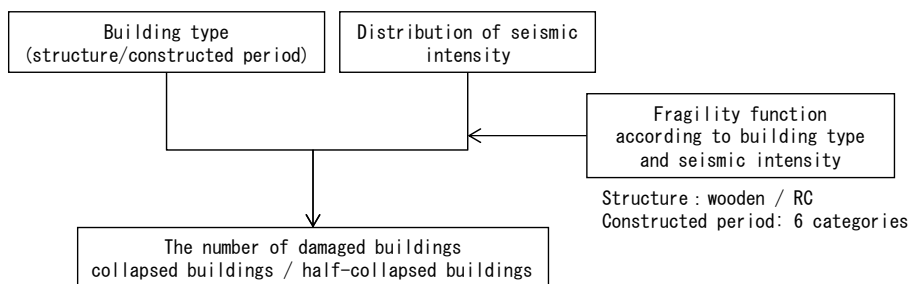 Building type
(structure/constructed period)
Distribution of seismic
intensity
Fragility function
according to building type
and seismic intensity
Structure : wooden / RC
Constructed period: 6 categories
The number of damaged buildings
collapsed buildings / half-collapsed buildings